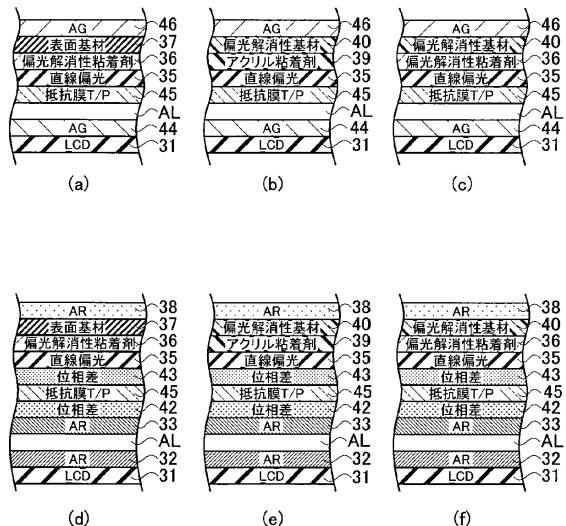 AG 46
表面基材 37
偏光解消性粘着剤 36
直線偏光 35
抵抗膜T/P 45
AL
AG 44
LCD 31
(a)
AG 46
偏光解消性基材 40
アクリル粘着剤 39
直線偏光 35
抵抗膜T/P 45
AL
AG 44
LCD 31
(b)
AG 46
偏光解消性基材 40
偏光解消性粘着剤 36
直線偏光 35
抵抗膜T/P 45
AL
AG 44
LCD 31
(c)
AR 38
表面基材 37
偏光解消性粘着剤 36
直線偏光 35
位相差 43
抵抗膜T/P 45
位相差 42
AR 33
AL
AR 32
LCD 31
(d)
AR 38
偏光解消性基材 40
アクリル粘着剤 39
直線偏光 35
位相差 43
抵抗膜T/P 45
位相差 42
AR 33
AL
AR 32
LCD 31
(e)
AR 38
偏光解消性基材 40
偏光解消性粘着剤 36
直線偏光 35
位相差 43
抵抗膜T/P 45
位相差 42
AR 33
AL
AR 32
LCD 31
(f)